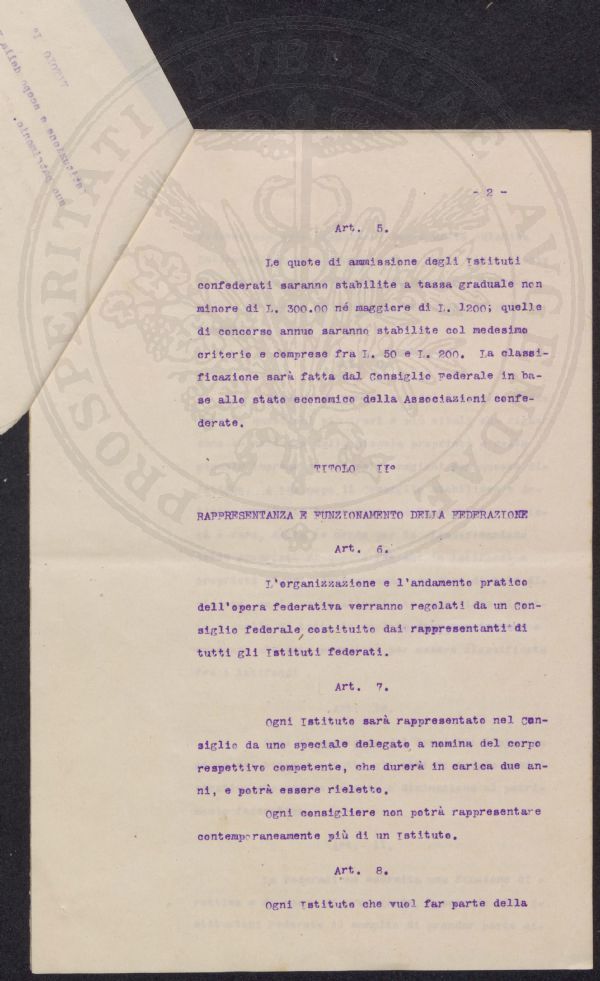 - 2 -
Art. 5.
Le quote di ammissione degli Istituti
confederati saranno stabilite a tassa graduale non
minore di L. 300.00 né maggiore di L. 1200; quelle
di concorso annuo saranno stabilite col medesimo
criterio e comprese fra L. 50 e L. 200. La classi-
ficazione sarà fatta dal Consiglio Federale in ba-
se allo stato economico della Associazioni confe-
derate.
TITOLO IIº
RAPPRESENTANZA E FUNZIONAMENTO DELLA FEDERAZIONE
Art. 6.
L'organizzazione e l'andamento pratico
dell'opera federativa verranno regolati da un Con-
siglio federale, costituito dai rappresentanti di
tutti gli Istituti federati.
Art. 7.
Ogni Istituto sarà rappresentato nel Con-
siglio da uno speciale delegato, a nomina del corpo
respettivo competente, che durerà in carica due an-
ni, e potrà essere rieletto.
Ogni consigliere non potrà rappresentare
contemporaneamente più di un Istituto.
Art. 8.
Ogni Istituto che vuol far parte della
PROSPERITATI PUBLICAE AUGENDAE